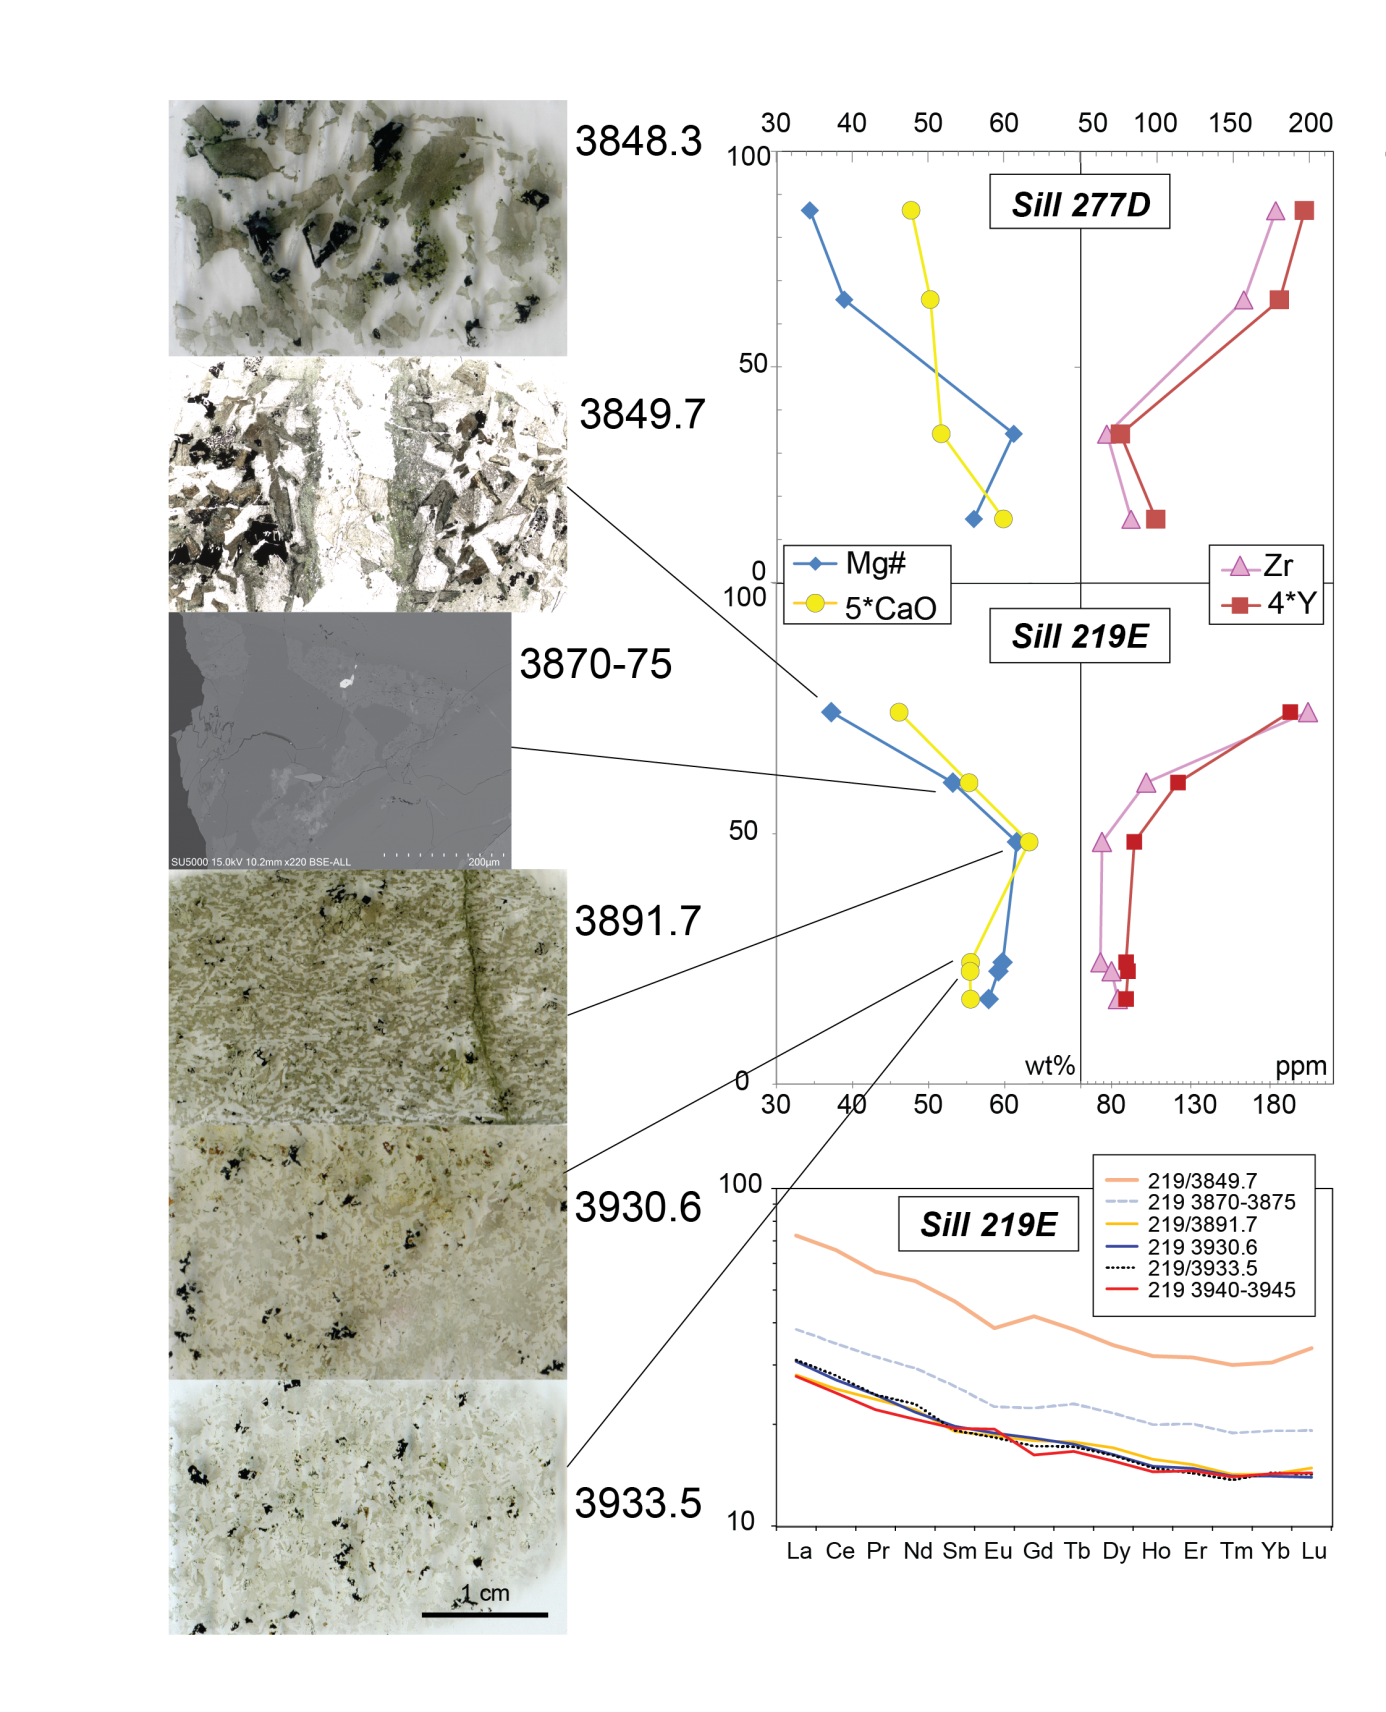 3848.3
3849.7
3870-75
SU5000 15.0kV 10.2mm x220 BSE-ALL
200μm
3891.7
3930.6
3933.5
1 cm
30 40 50 60 50 100 150 200
100
Sill 277D
50
0
Mg#
5*CaO
Zr
4*Y
100
Sill 219E
50
0
wt%
ppm
30 40 50 60 80 130 180
100
Sill 219E
219/3849.7
219 3870-3875
219/3891.7
219 3930.6
219/3933.5
219 3940-3945
10
La Ce Pr Nd Sm Eu Gd Tb Dy Ho Er Tm Yb Lu